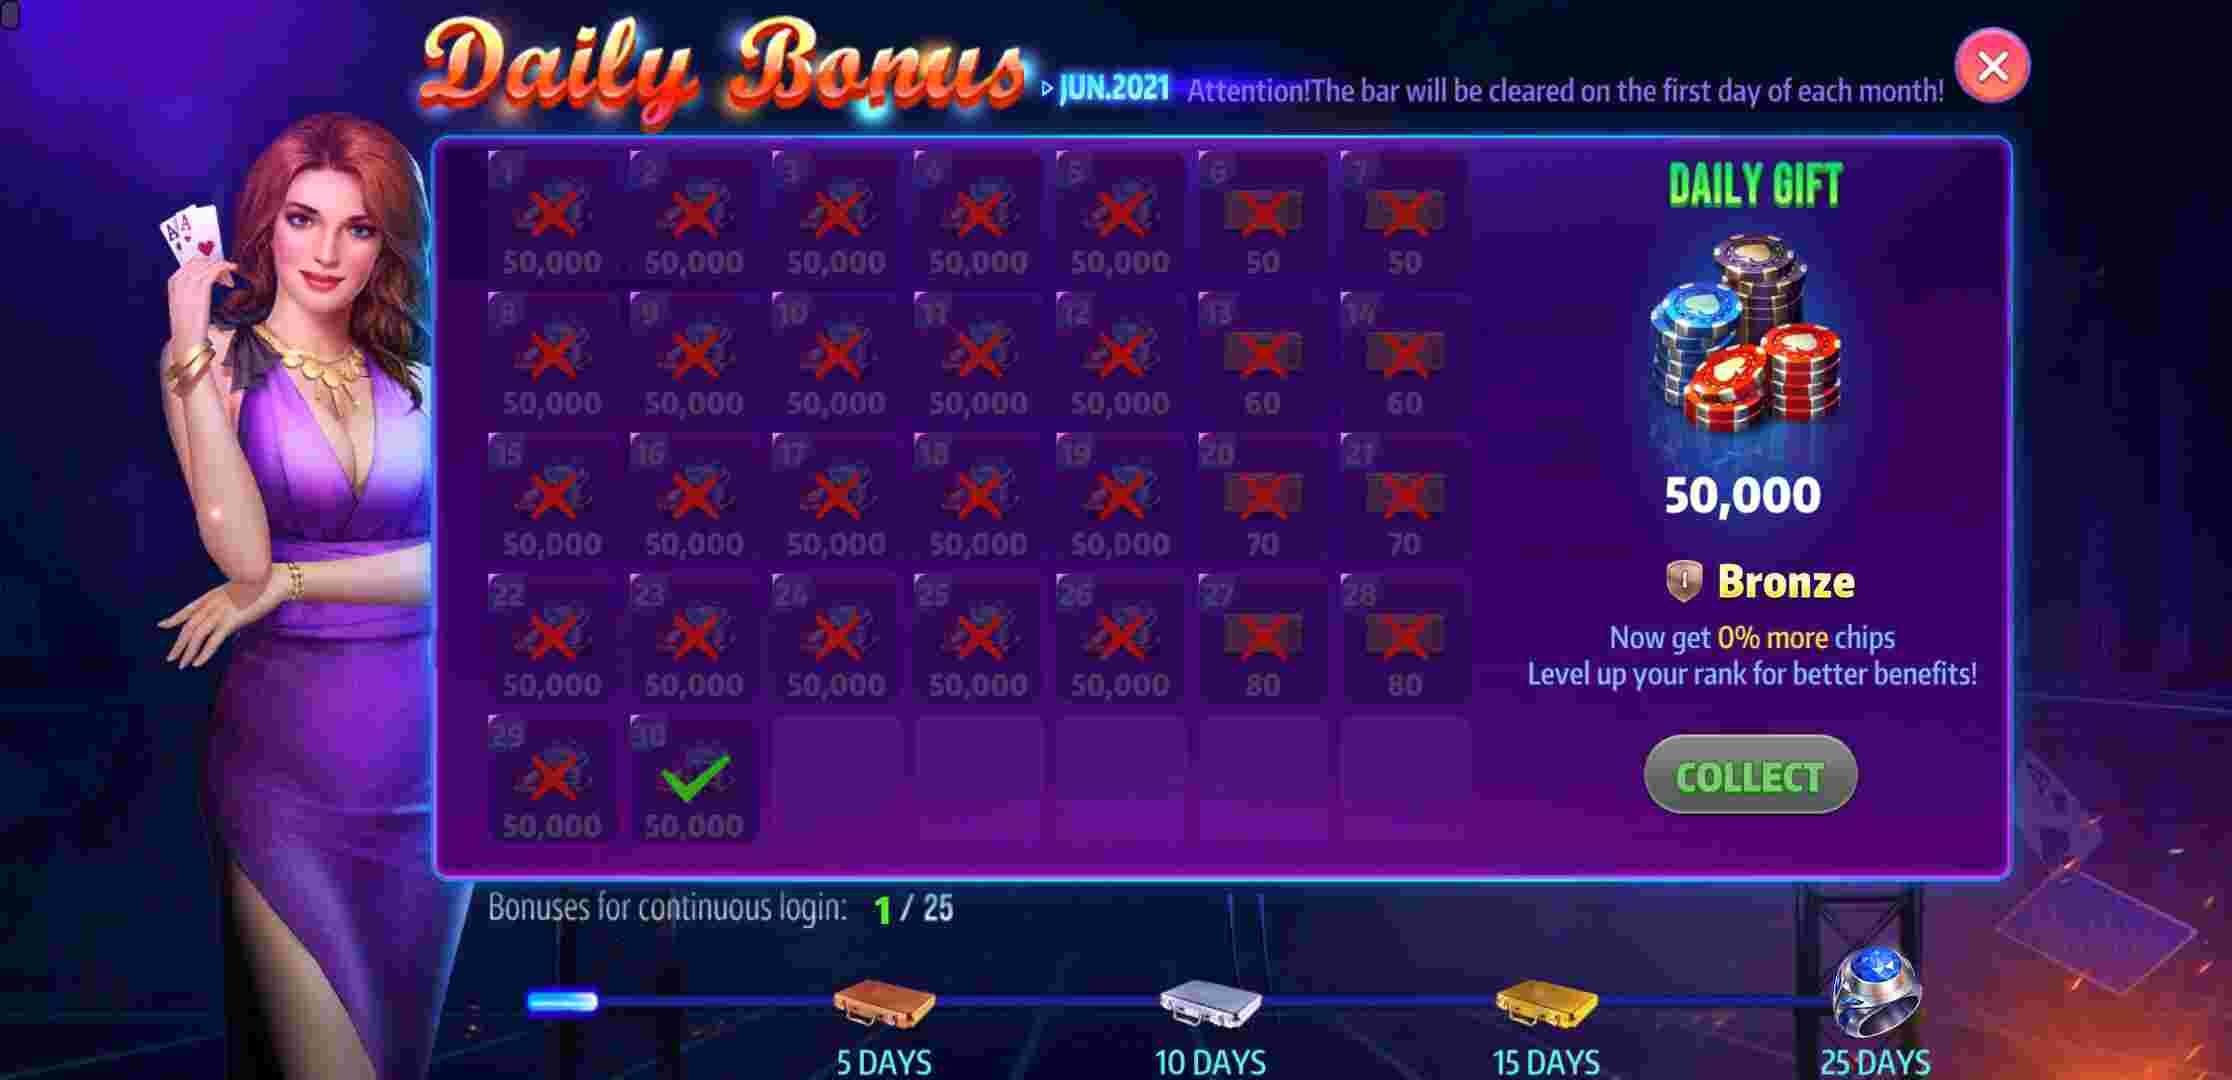 Daily Bonus
JUN.2021
Attention!The bar will be cleared on the first day of each month!
A A
1 2 3 4 5 6 7
50,000 50,000 50,000 50,000 50,000 50 50
8 9 10 11 12 13 14
50,000 50,000 50,000 50,000 50,000 60 60
15 16 17 18 19 20 21
50,000 50,000 50,000 50,000 50,000 70 70
22 23 24 25 26 27 28
50,000 50,000 50,000 50,000 50,000 80 80
29 30
50,000 50,000
DAILY GIFT
50,000
Bronze
Now get 0% more chips
Level up your rank for better benefits!
COLLECT
Bonuses for continuous login: 1 / 25
5 DAYS
10 DAYS
15 DAYS
25 DAYS